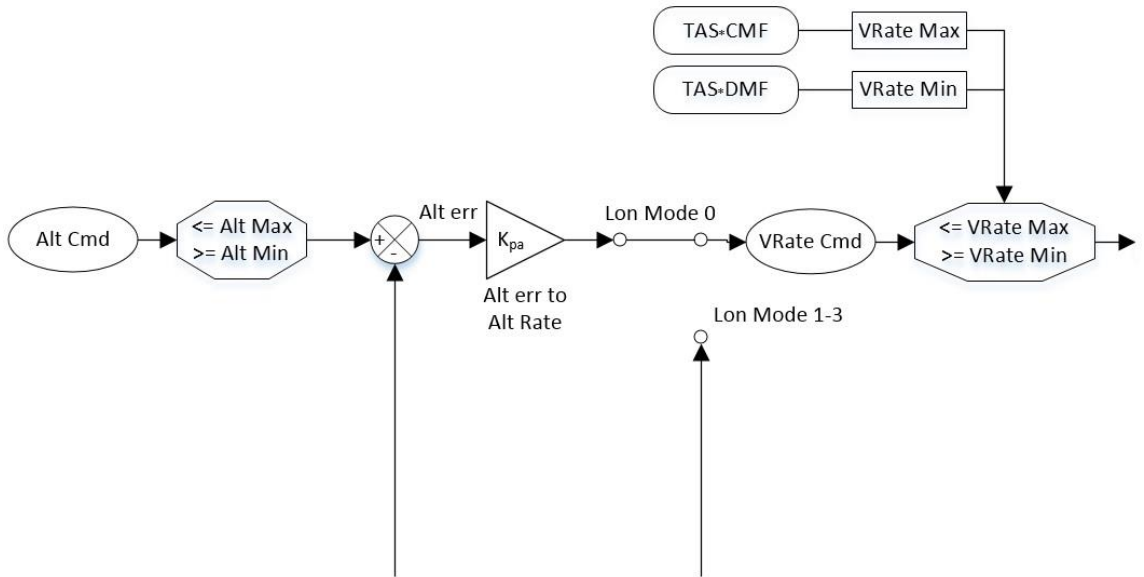 TAS*CMF
VRate Max
TAS*DMF
VRate Min
Alt Cmd
<= Alt Max
>= Alt Min
+
-
Alt err
Kpa
Alt err to
Alt Rate
Lon Mode 0
VRate Cmd
<= VRate Max
>= VRate Min
Lon Mode 1-3